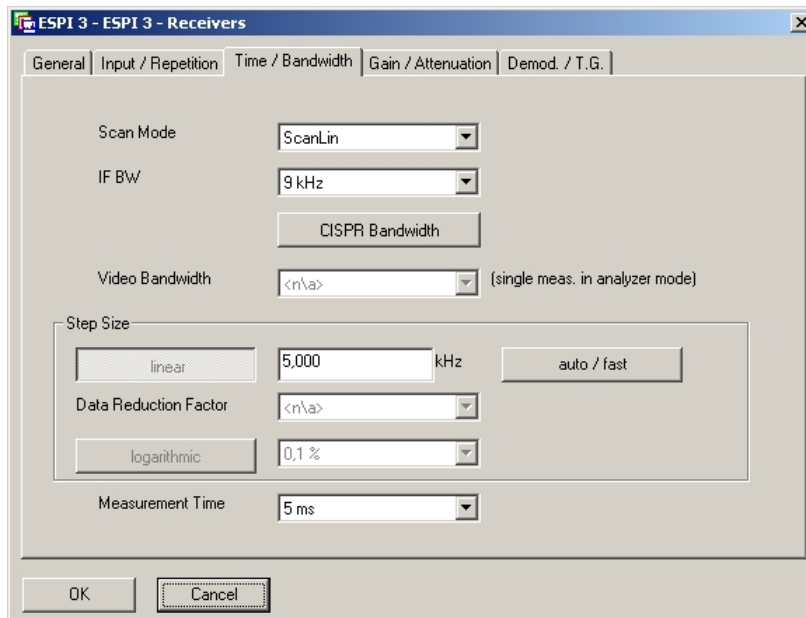 ESPI 3 - ESPI 3 - Receivers
General Input / Repetition Time / Bandwidth Gain / Attenuation Demod. / T.G.
Scan Mode ScanLin
IF BW 9 kHz
CISPR Bandwidth
Video Bandwidth <n\a> (single meas. in analyzer mode)
Step Size
linear 5,000 kHz auto / fast
Data Reduction Factor <n\a>
logarithmic 0,1 %
Measurement Time 5 ms
OK Cancel